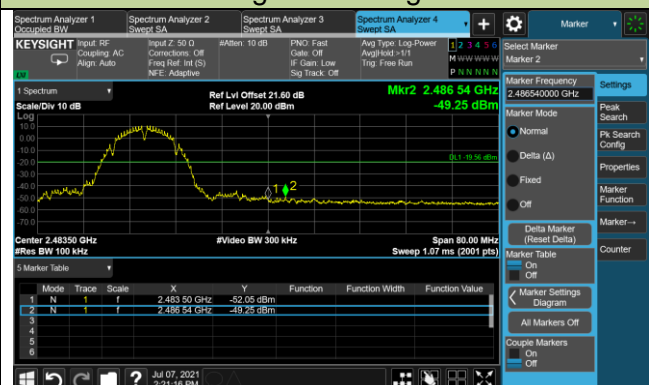 Spectrum Analyzer 1
Occupied BW
Spectrum Analyzer 2
Swept SA
Spectrum Analyzer 3
Swept SA
Spectrum Analyzer 4
Swept SA
+
Marker
KEYSIGHT
Input: RF
Coupling: AC
Align: Auto
Input Z: 50 Ω
Corrections: Off
Freq Ref: Int (S)
NFE: Adaptive
#Atten: 10 dB
PNO: Fast
Gate: Off
IF Gain: Low
Sig Track: Off
Avg Type: Log-Power
Avg|Hold:>1/1
Trig: Free Run
1 2 3 4 5 6
M W W W W W
P N N N N N
LXI
Select Marker
Marker 2
1 Spectrum
Scale/Div 10 dB
Ref Lvl Offset 21.60 dB
Ref Level 20.00 dBm
Mkr2 2.486 54 GHz
-49.25 dBm
Log
10.0
0.00
-10.0
-20.0
-30.0
-40.0
-50.0
-60.0
-70.0
DL1 -19.56 dBm
1
2
Center 2.48350 GHz
#Res BW 100 kHz
#Video BW 300 kHz
Span 80.00 MHz
Sweep 1.07 ms (2001 pts)
5 Marker Table
Mode Trace Scale X Y Function Function Width Function Value
1 N 1 f 2.483 50 GHz -52.05 dBm
2 N 1 f 2.486 54 GHz -49.25 dBm
3
4
5
6
Marker Frequency
2.486540000 GHz
Marker Mode
Normal
Delta (Δ)
Fixed
Off
Delta Marker
(Reset Delta)
Marker Table
On
Off
Marker Settings
Diagram
All Markers Off
Couple Markers
On
Off
Settings
Peak
Search
Pk Search
Config
Properties
Marker
Function
Marker→
Counter
?
Jul 07, 2021
2:21:16 PM